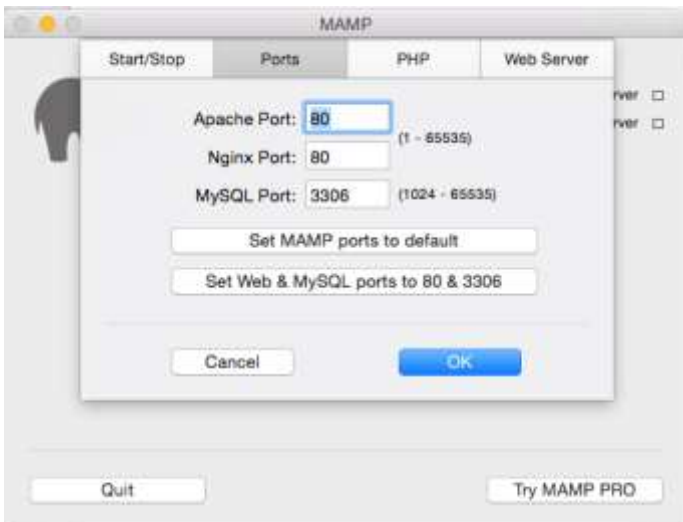 MAMP
Start/Stop Ports PHP Web Server
Apache Port: 80
(1 - 65535)
Nginx Port: 80
MySQL Port: 3306 (1024 - 65535)
Set MAMP ports to default
Set Web & MySQL ports to 80 & 3306
Cancel OK
Quit Try MAMP PRO